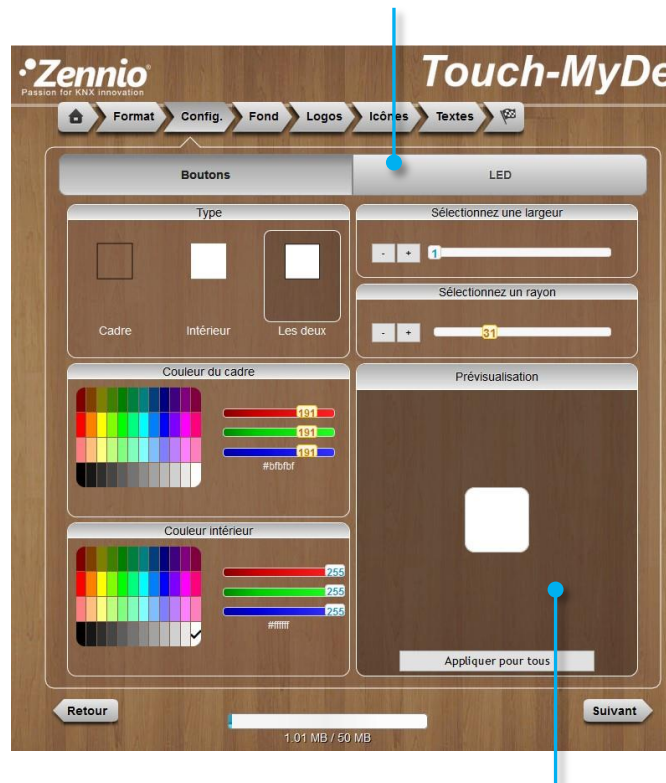 Zennio
Passion for KNX innovation
Touch-MyDe
Format Config. Fond Logos Icônes Textes
Boutons LED
Type
Cadre Intérieur Les deux
Sélectionnez une largeur
- + 1
Sélectionnez un rayon
- + 31
Couleur du cadre
191
191
191
#bfbfbf
Couleur intérieur
255
255
255
#ffffff
Prévisualisation
Appliquer pour tous
Retour
Suivant
1.01 MB / 50 MB